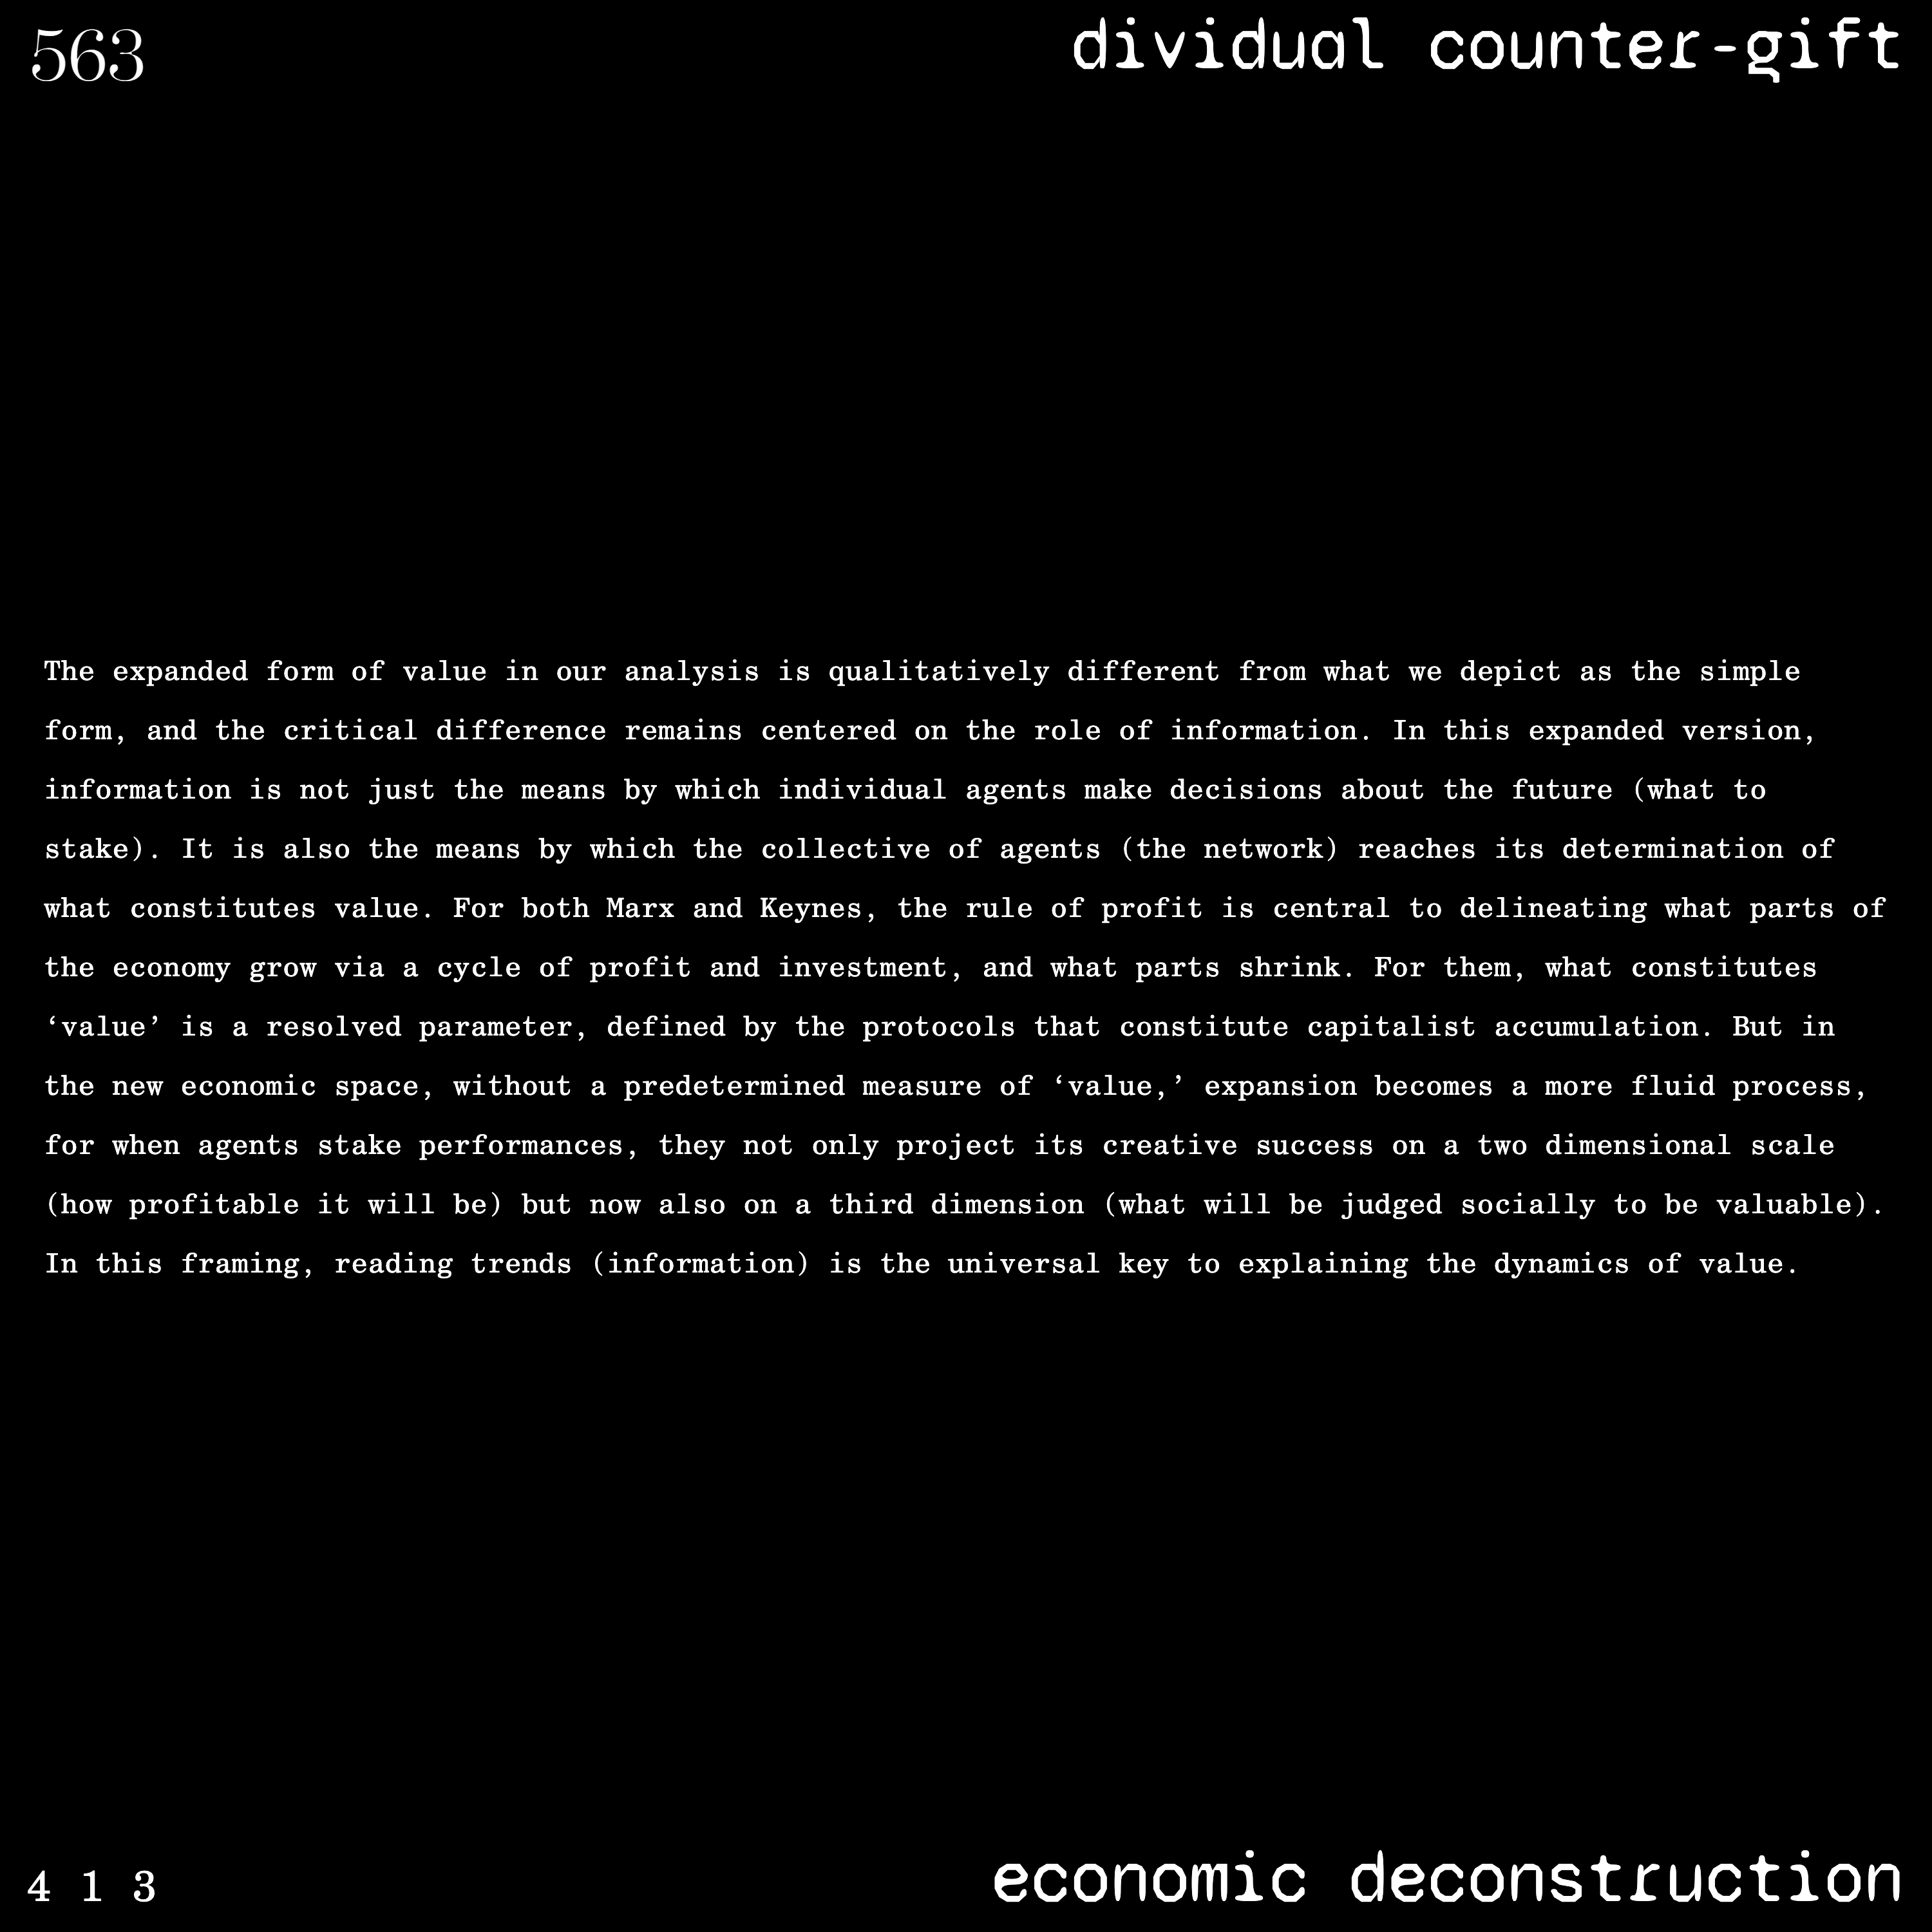 563
dividual counter-gift
The expanded form of value in our analysis is qualitatively different from what we depict as the simple
form, and the critical difference remains centered on the role of information. In this expanded version,
information is not just the means by which individual agents make decisions about the future (what to
stake). It is also the means by which the collective of agents (the network) reaches its determination of
what constitutes value. For both Marx and Keynes, the rule of profit is central to delineating what parts of
the economy grow via a cycle of profit and investment, and what parts shrink. For them, what constitutes
‘value’ is a resolved parameter, defined by the protocols that constitute capitalist accumulation. But in
the new economic space, without a predetermined measure of ‘value,’ expansion becomes a more fluid process,
for when agents stake performances, they not only project its creative success on a two dimensional scale
(how profitable it will be) but now also on a third dimension (what will be judged socially to be valuable).
In this framing, reading trends (information) is the universal key to explaining the dynamics of value.
4 1 3
economic deconstruction